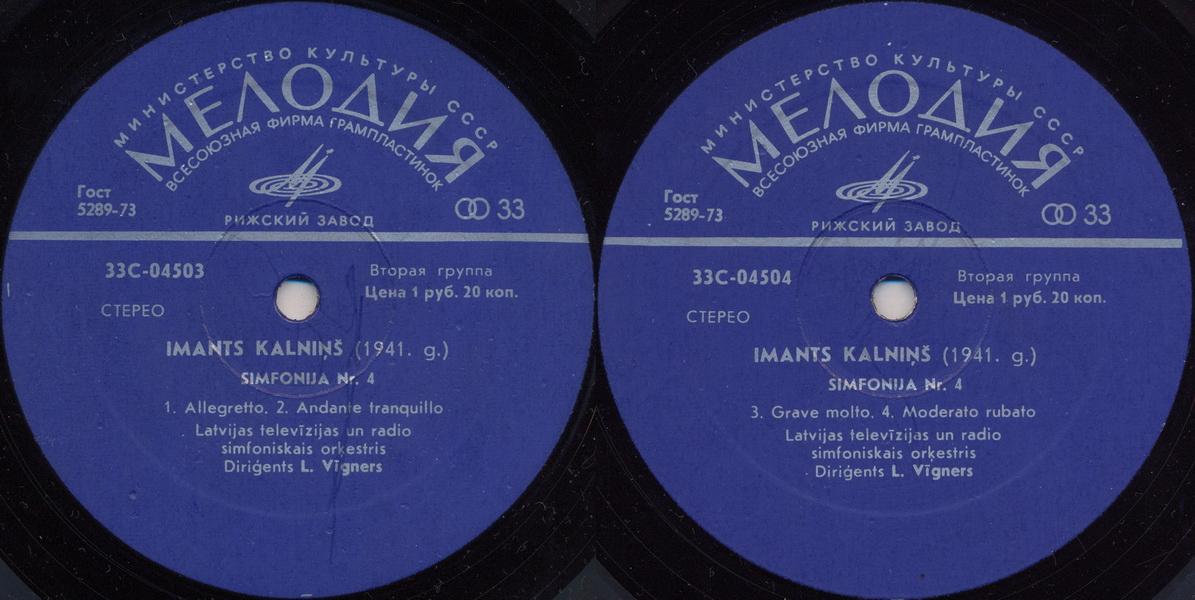 МИНИСТЕРСТВО КУЛЬТУРЫ СССР
МЕЛОДИЯ
ВСЕСОЮЗНАЯ ФИРМА ГРАМПЛАСТИНОК
Гост
5289-73
РИЖСКИЙ ЗАВОД
33
33С-04503
Вторая группа
Цена 1 руб. 20 коп.
СТЕРЕО
IMANTS KALNIŅŠ (1941. g.)
SIMFONIJA Nr. 4
1. Allegretto. 2. Andante tranquillo
Latvijas televīzijas un radio
simfoniskais orķestris
Diriģents L. Vīgners
МИНИСТЕРСТВО КУЛЬТУРЫ СССР
МЕЛОДИЯ
ВСЕСОЮЗНАЯ ФИРМА ГРАМПЛАСТИНОК
Гост
5289-73
РИЖСКИЙ ЗАВОД
33
33С-04504
Вторая группа
Цена 1 руб. 20 коп.
СТЕРЕО
IMANTS KALNIŅŠ (1941. g.)
SIMFONIJA Nr. 4
3. Grave molto. 4. Moderato rubato
Latvijas televīzijas un radio
simfoniskais orķestris
Diriģents L. Vīgners